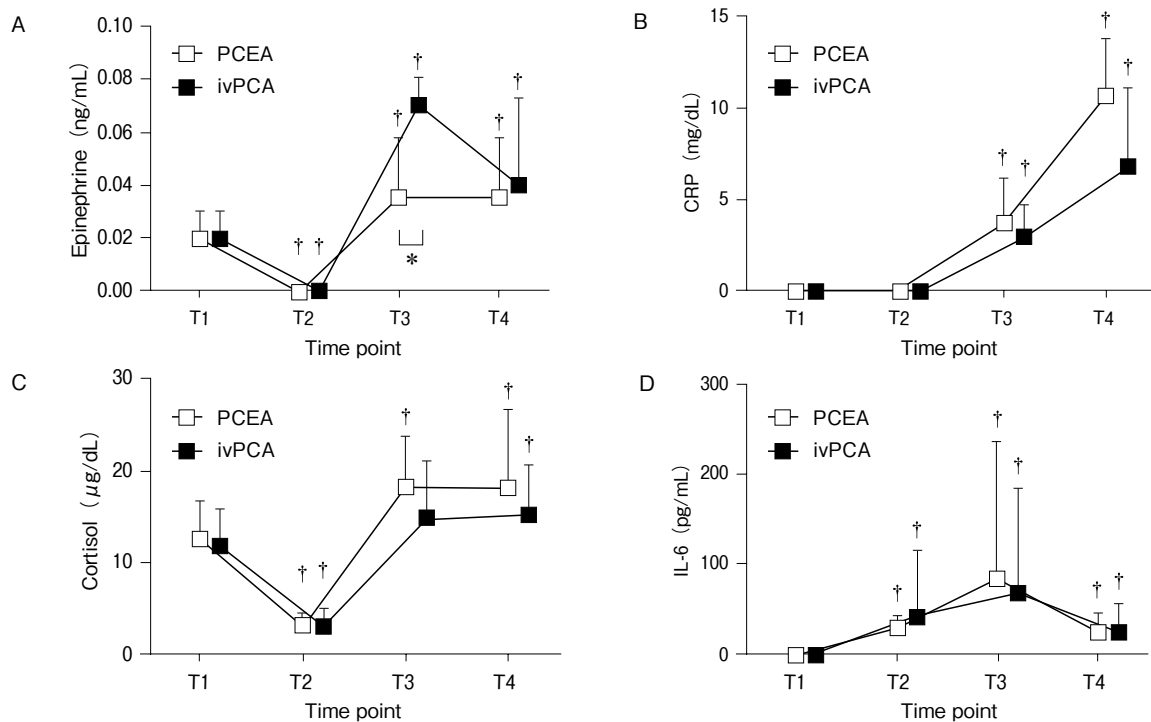 A
Epinephrine (ng/mL)
0.10
0.08
0.06
0.04
0.02
0.00
PCEA
ivPCA
† † † † † †
*
T1 T2 T3 T4
Time point
B
CRP (mg/dL)
15
10
5
0
PCEA
ivPCA
† † † †
T1 T2 T3 T4
Time point
C
Cortisol (µg/dL)
30
20
10
0
PCEA
ivPCA
† † † † †
T1 T2 T3 T4
Time point
D
IL-6 (pg/mL)
300
200
100
0
PCEA
ivPCA
† † † † † †
T1 T2 T3 T4
Time point